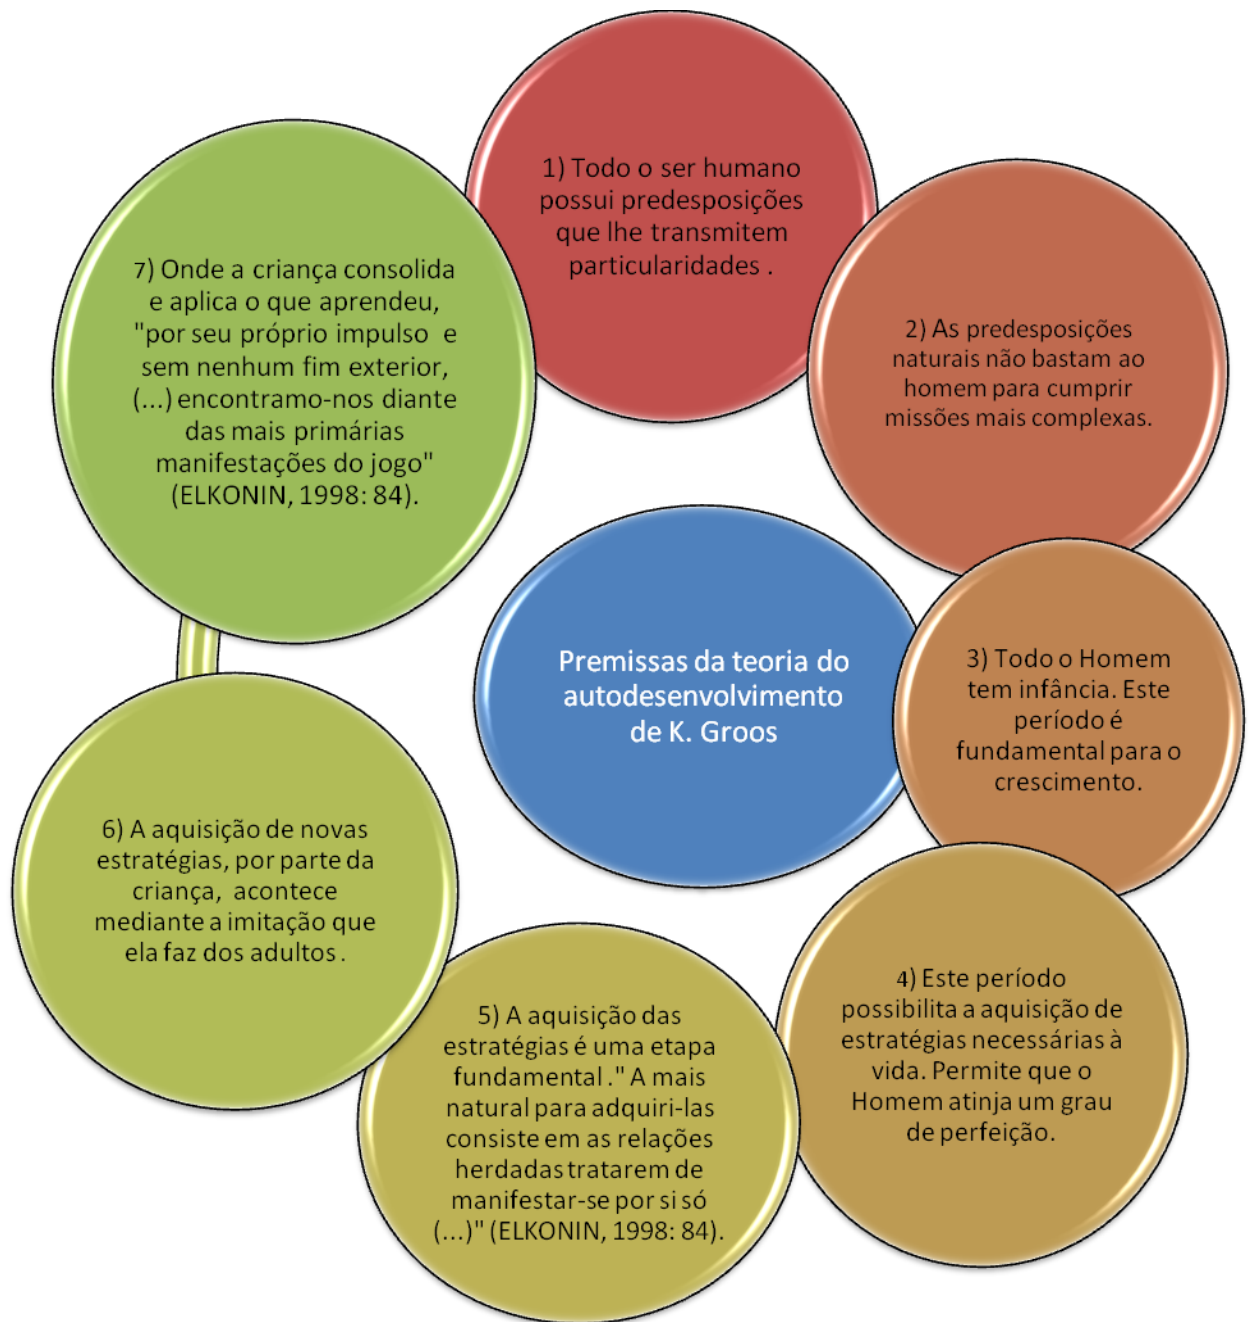 1) Todo o ser humano
possui predesposições
que lhe transmitem
particularidades .
2) As predesposições
naturais não bastam ao
homem para cumprir
missões mais complexas.
3) Todo o Homem
tem infância. Este
período é
fundamental para o
crescimento.
4) Este período
possibilita a aquisição de
estratégias necessárias à
vida. Permite que o
Homem atinja um grau
de perfeição.
5) A aquisição das
estratégias é uma etapa
fundamental ." A mais
natural para adquiri-las
consiste em as relações
herdadas tratarem de
manifestar-se por si só
(...)" (ELKONIN, 1998: 84).
6) A aquisição de novas
estratégias, por parte da
criança, acontece
mediante a imitação que
ela faz dos adultos .
7) Onde a criança consolida
e aplica o que aprendeu,
"por seu próprio impulso e
sem nenhum fim exterior,
(...) encontramo-nos diante
das mais primárias
manifestações do jogo"
(ELKONIN, 1998: 84).
Premissas da teoria do
autodesenvolvimento
de K. Groos